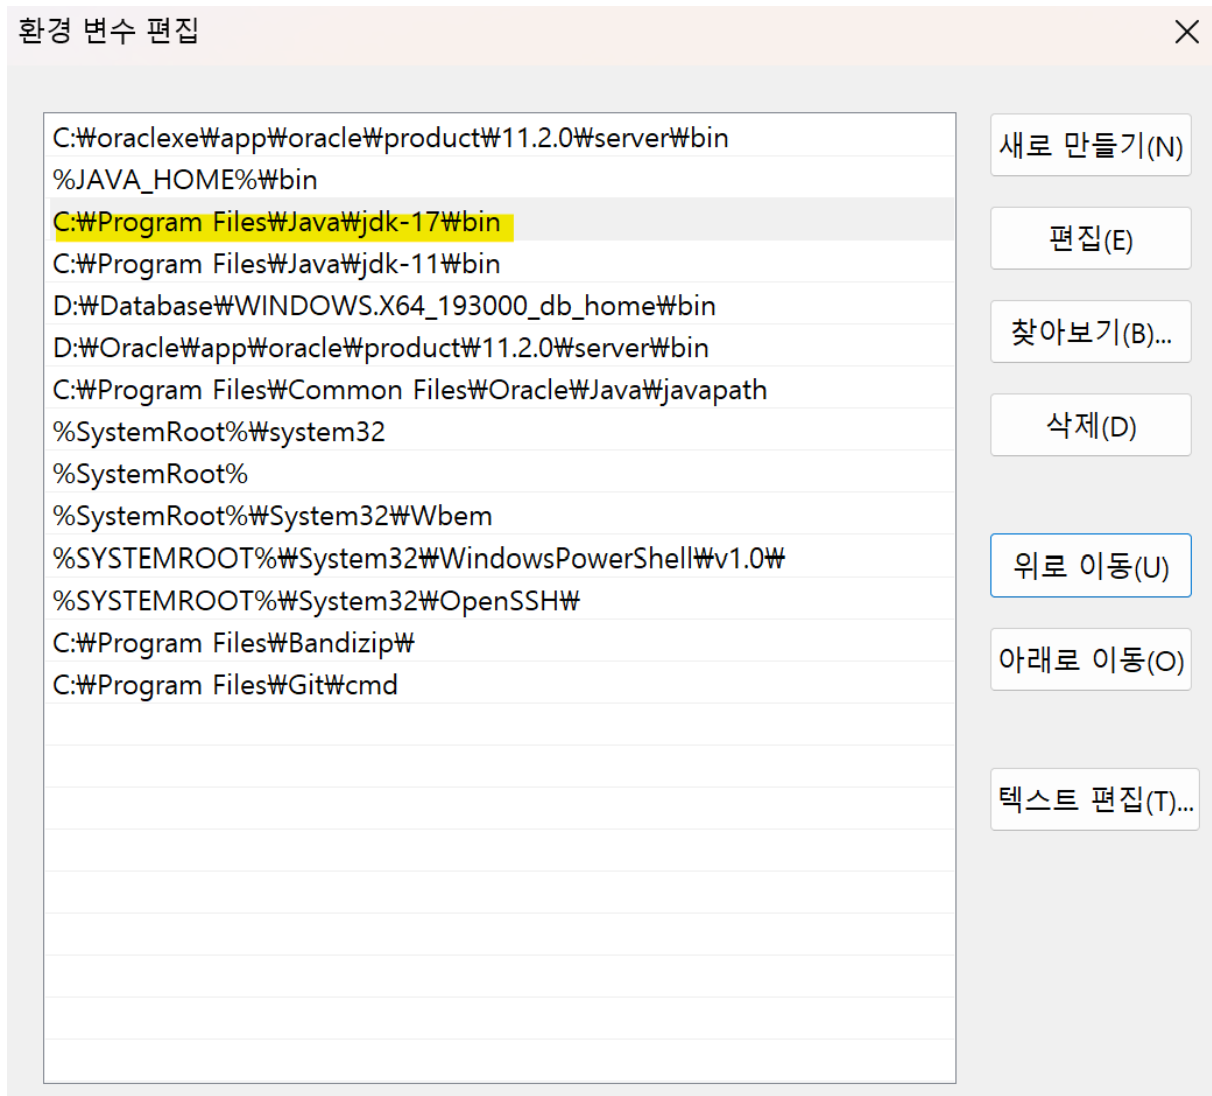 환경 변수 편집
C:₩oraclexe₩app₩oracle₩product₩11.2.0₩server₩bin
%JAVA_HOME%₩bin
C:₩Program Files₩Java₩jdk-17₩bin
C:₩Program Files₩Java₩jdk-11₩bin
D:₩Database₩WINDOWS.X64_193000_db_home₩bin
D:₩Oracle₩app₩oracle₩product₩11.2.0₩server₩bin
C:₩Program Files₩Common Files₩Oracle₩Java₩javapath
%SystemRoot%₩system32
%SystemRoot%
%SystemRoot%₩System32₩Wbem
%SYSTEMROOT%₩System32₩WindowsPowerShell₩v1.0₩
%SYSTEMROOT%₩System32₩OpenSSH₩
C:₩Program Files₩Bandizip₩
C:₩Program Files₩Git₩cmd
새로 만들기(N)
편집(E)
찾아보기(B)...
삭제(D)
위로 이동(U)
아래로 이동(O)
텍스트 편집(T)...